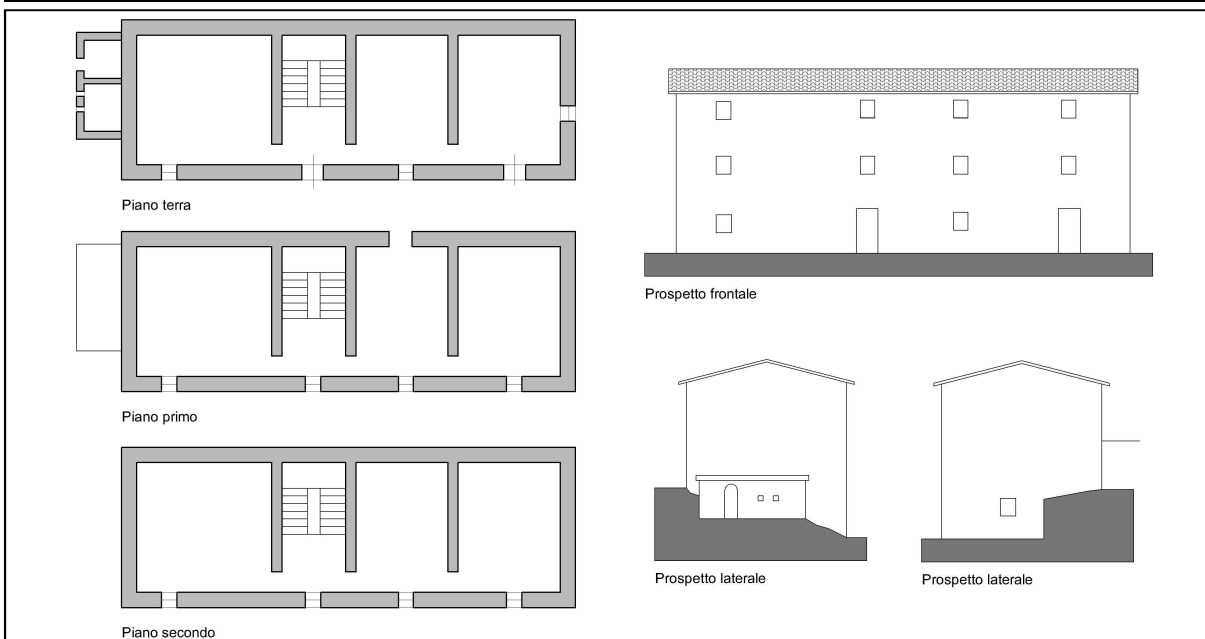 Piano terra
Piano primo
Piano secondo
Prospetto frontale
Prospetto laterale
Prospetto laterale